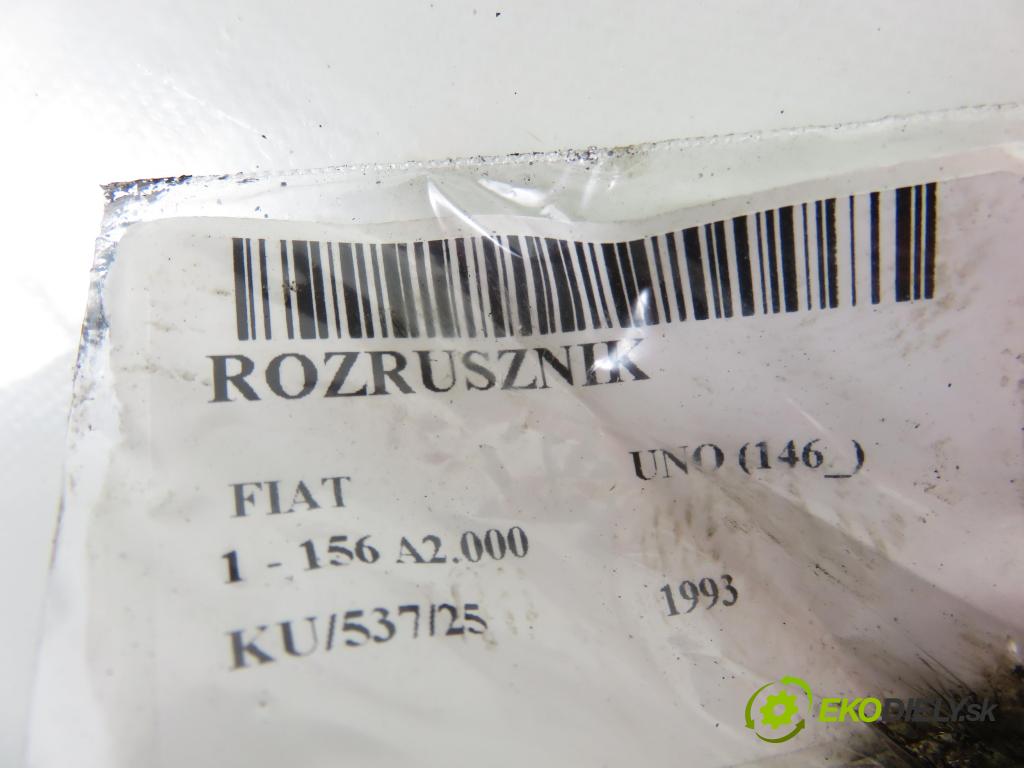 ROZRUSZNIK
FIAT UNO (146_)
1 - 156 A2.000
KU/537/25 1993
EKODIELY.sk